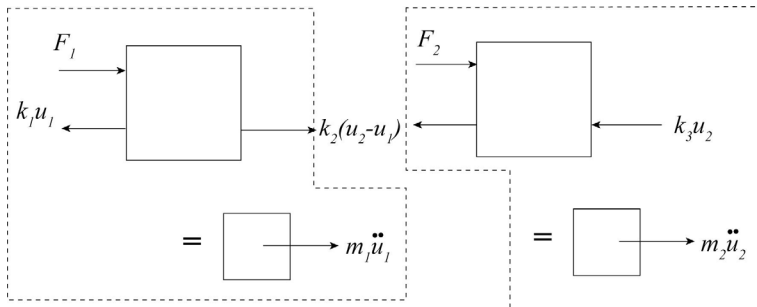 F₁
F₂
k₁u₁
k₂(u₂-u₁)
k₃u₂
= m₁ü₁
= m₂ü₂